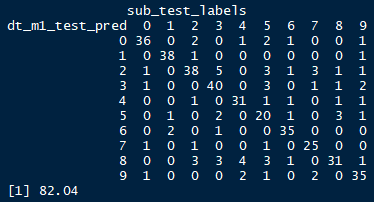 sub_test_labels
dt_m1_test_pred 0 1 2 3 4 5 6 7 8 9
0 36 0 2 0 1 2 1 0 0 1
1 0 38 1 0 0 0 0 0 0 1
2 1 0 38 5 0 3 1 3 1 1
3 1 0 0 40 0 3 0 1 1 2
4 0 0 1 0 31 1 1 0 1 1
5 0 1 0 2 0 20 1 0 3 1
6 0 2 0 1 0 0 35 0 0 0
7 1 0 1 0 0 1 0 25 0 0
8 0 0 3 3 4 3 1 0 31 1
9 1 0 0 0 2 1 0 2 0 35
[1] 82.04